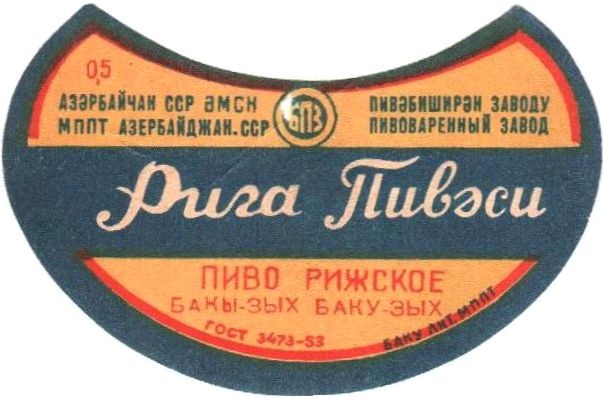 0,5
АЗӘРБАЙЧАН ССР ӘМСН
МППТ АЗЕРБАЙДЖАН.ССР
БПЗ
ПИВӘБИШИРӘН ЗАВОДУ
ПИВОВАРЕННЫЙ ЗАВОД
Рига Пивәси
ПИВО РИЖСКОЕ
БАКЫ-ЗЫХ БАКУ-ЗЫХ
ГОСТ 3473-53
БАКУ ЛИТ. МППТ